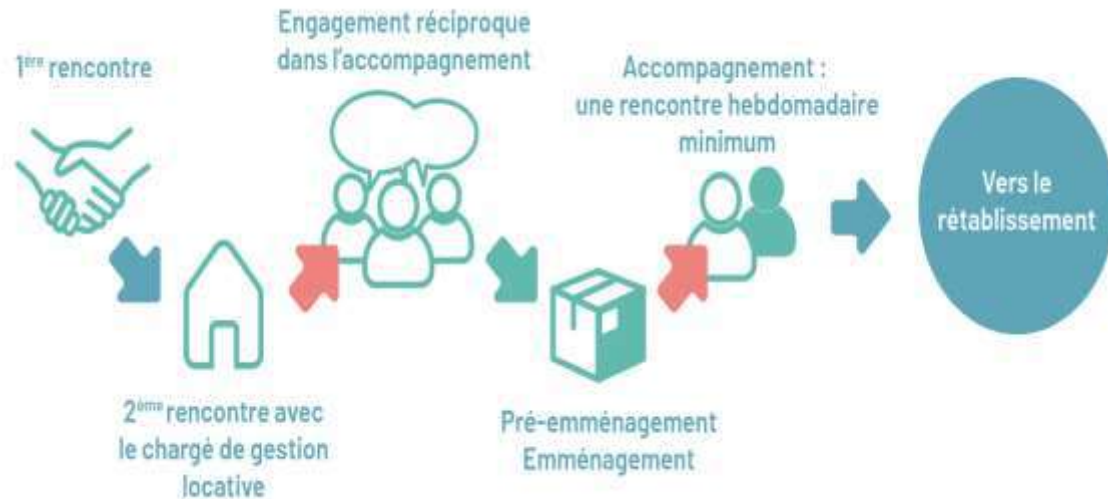 1ère rencontre
2ème rencontre avec
le chargé de gestion
locative
Engagement réciproque
dans l'accompagnement
Pré-emménagement
Emménagement
Accompagnement :
une rencontre hebdomadaire
minimum
Vers le
rétablissement